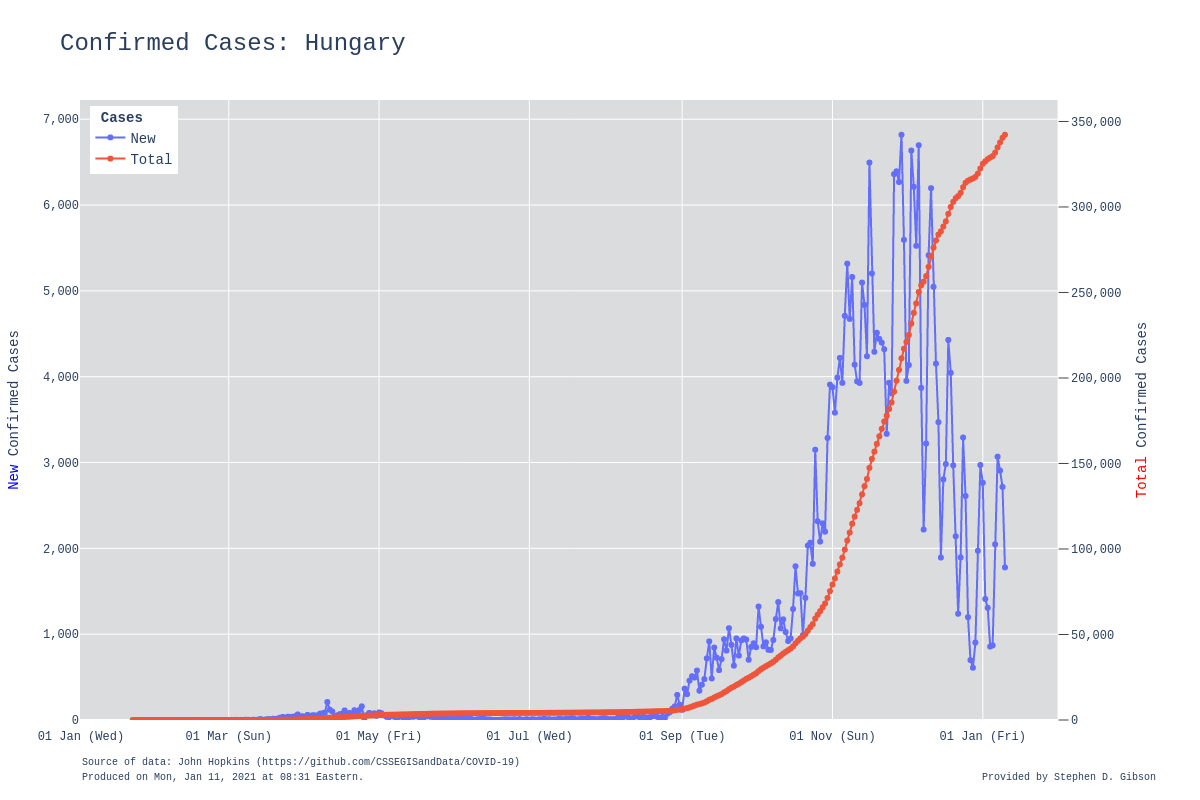 Confirmed Cases: Hungary
Cases
New
Total
7,000
6,000
5,000
4,000
3,000
2,000
1,000
0
New Confirmed Cases
350,000
300,000
250,000
200,000
150,000
100,000
50,000
0
Total Confirmed Cases
01 Jan (Wed) 01 Mar (Sun) 01 May (Fri) 01 Jul (Wed) 01 Sep (Tue) 01 Nov (Sun) 01 Jan (Fri)
Source of data: John Hopkins (https://github.com/CSSEGISandData/COVID-19)
Produced on Mon, Jan 11, 2021 at 08:31 Eastern.
Provided by Stephen D. Gibson